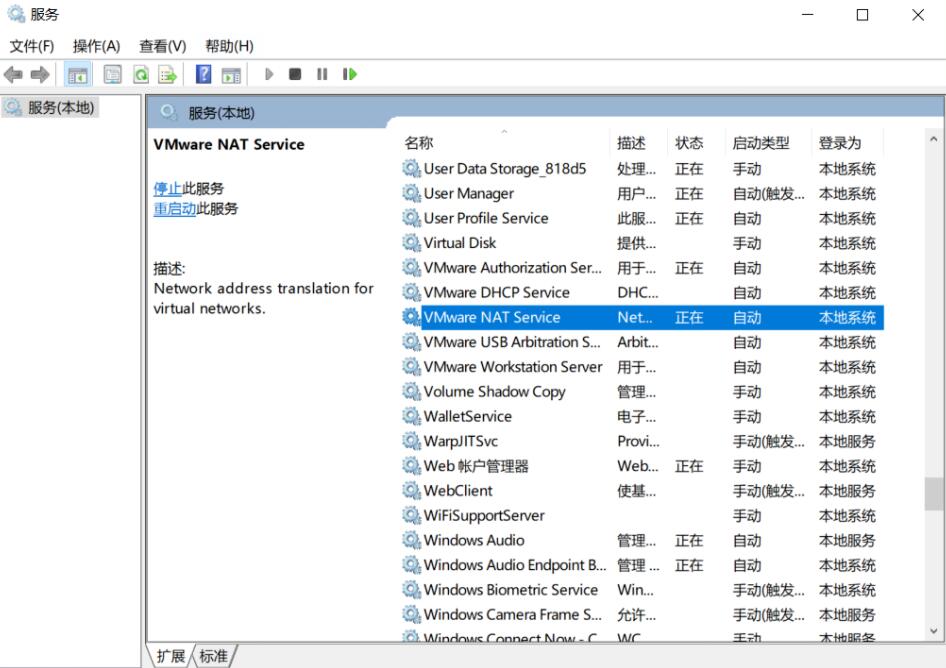 服务
文件(F) 操作(A) 查看(V) 帮助(H)
服务(本地)
服务(本地)
VMware NAT Service
停止此服务
重启动此服务
描述:
Network address translation for
virtual networks.
名称 描述 状态 启动类型 登录为
User Data Storage_818d5 处理... 正在 手动 本地系统
User Manager 用户... 正在 自动(触发... 本地系统
User Profile Service 此服... 正在 自动 本地系统
Virtual Disk 提供... 手动 本地系统
VMware Authorization Ser... 用于... 正在 自动 本地系统
VMware DHCP Service DHC... 自动 本地系统
VMware NAT Service Net... 正在 自动 本地系统
VMware USB Arbitration S... Arbit... 自动 本地系统
VMware Workstation Server 用于... 自动 本地系统
Volume Shadow Copy 管理... 手动 本地系统
WalletService 电子... 手动 本地系统
WarpJITSvc Provi... 手动(触发... 本地服务
Web 帐户管理器 Web... 正在 手动 本地系统
WebClient 使基... 手动(触发... 本地服务
WiFiSupportServer 手动 本地系统
Windows Audio 管理... 正在 自动 本地服务
Windows Audio Endpoint B... 管理 ... 正在 自动 本地系统
Windows Biometric Service Win... 手动(触发... 本地系统
Windows Camera Frame S... 允许... 手动(触发... 本地服务
Windows Connect Now - C... WC... 手动 本地服务
扩展 标准